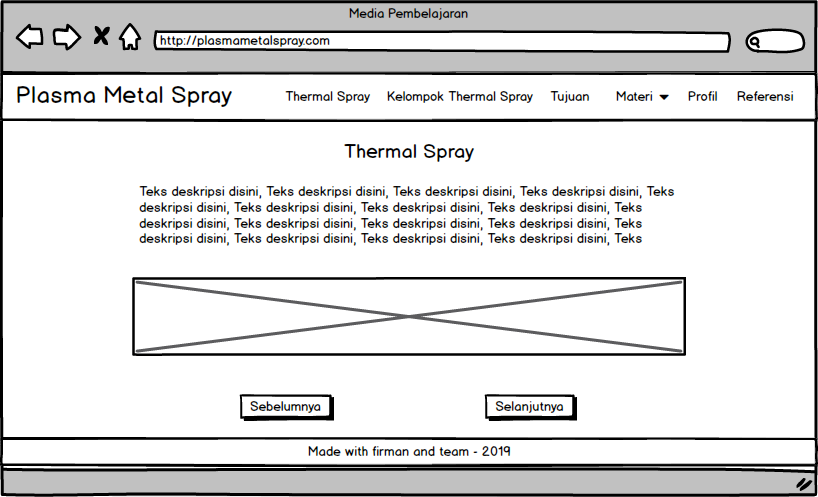 Media Pembelajaran
http://plasmametalspray.com
Plasma Metal Spray
Thermal Spray Kelompok Thermal Spray Tujuan Materi Profil Referensi
Thermal Spray
Teks deskripsi disini, Teks deskripsi disini, Teks deskripsi disini, Teks deskripsi disini, Teks
deskripsi disini, Teks deskripsi disini, Teks deskripsi disini, Teks deskripsi disini, Teks
deskripsi disini, Teks deskripsi disini, Teks deskripsi disini, Teks deskripsi disini, Teks
deskripsi disini, Teks deskripsi disini, Teks deskripsi disini, Teks deskripsi disini, Teks
Sebelumnya
Selanjutnya
Made with firman and team - 2019